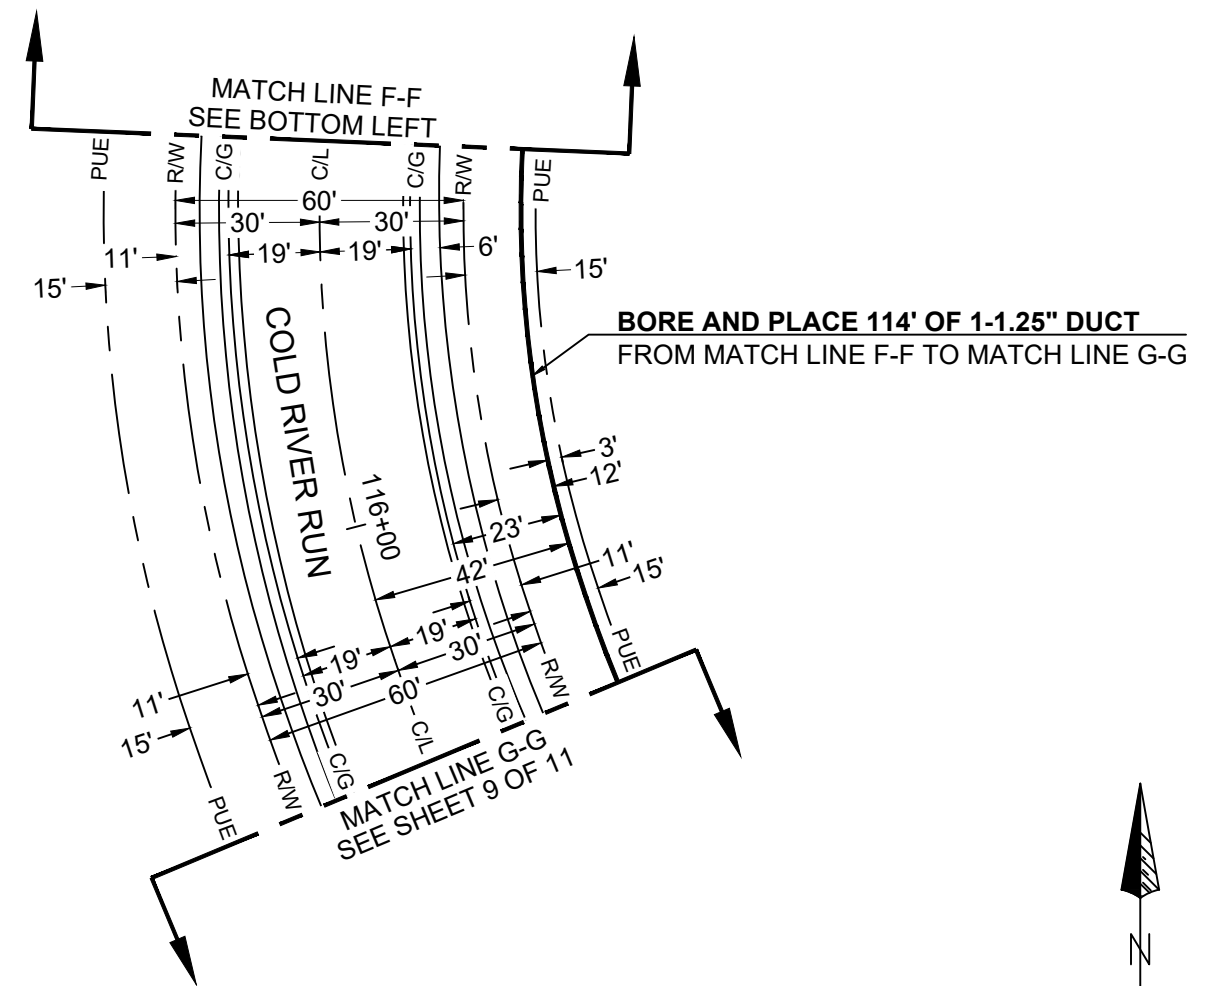 MATCH LINE F-F
SEE BOTTOM LEFT
PUE
R/W
C/G
C/L
C/G
R/W
PUE
60'
30'
30'
11'
19'
19'
6'
15'
15'
BORE AND PLACE 114' OF 1-1.25" DUCT
FROM MATCH LINE F-F TO MATCH LINE G-G
COLD RIVER RUN
116+00
3'
12'
23'
42'
11'
15'
19'
19'
30'
30'
60'
11'
15'
PUE
R/W
C/G
C/L
C/G
R/W
PUE
MATCH LINE G-G
SEE SHEET 9 OF 11
N